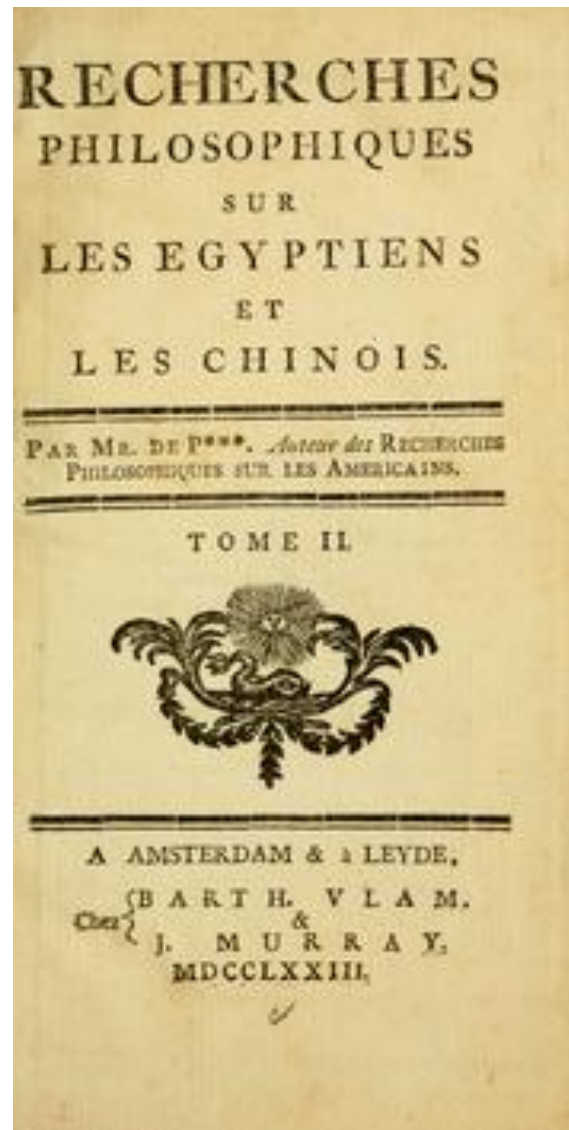 RECHERCHES
PHILOSOPHIQUES
SUR
LES EGYPTIENS
ET
LES CHINOIS.
PAR MR. DE P***. Auteur des RECHERCHES
PHILOSOPHIQUES SUR LES AMERICAINS.
TOME II.
A AMSTERDAM & à LEYDE,
Chez { BARTH. VLAM.
&
J. MURRAY,
MDCCLXXIII.